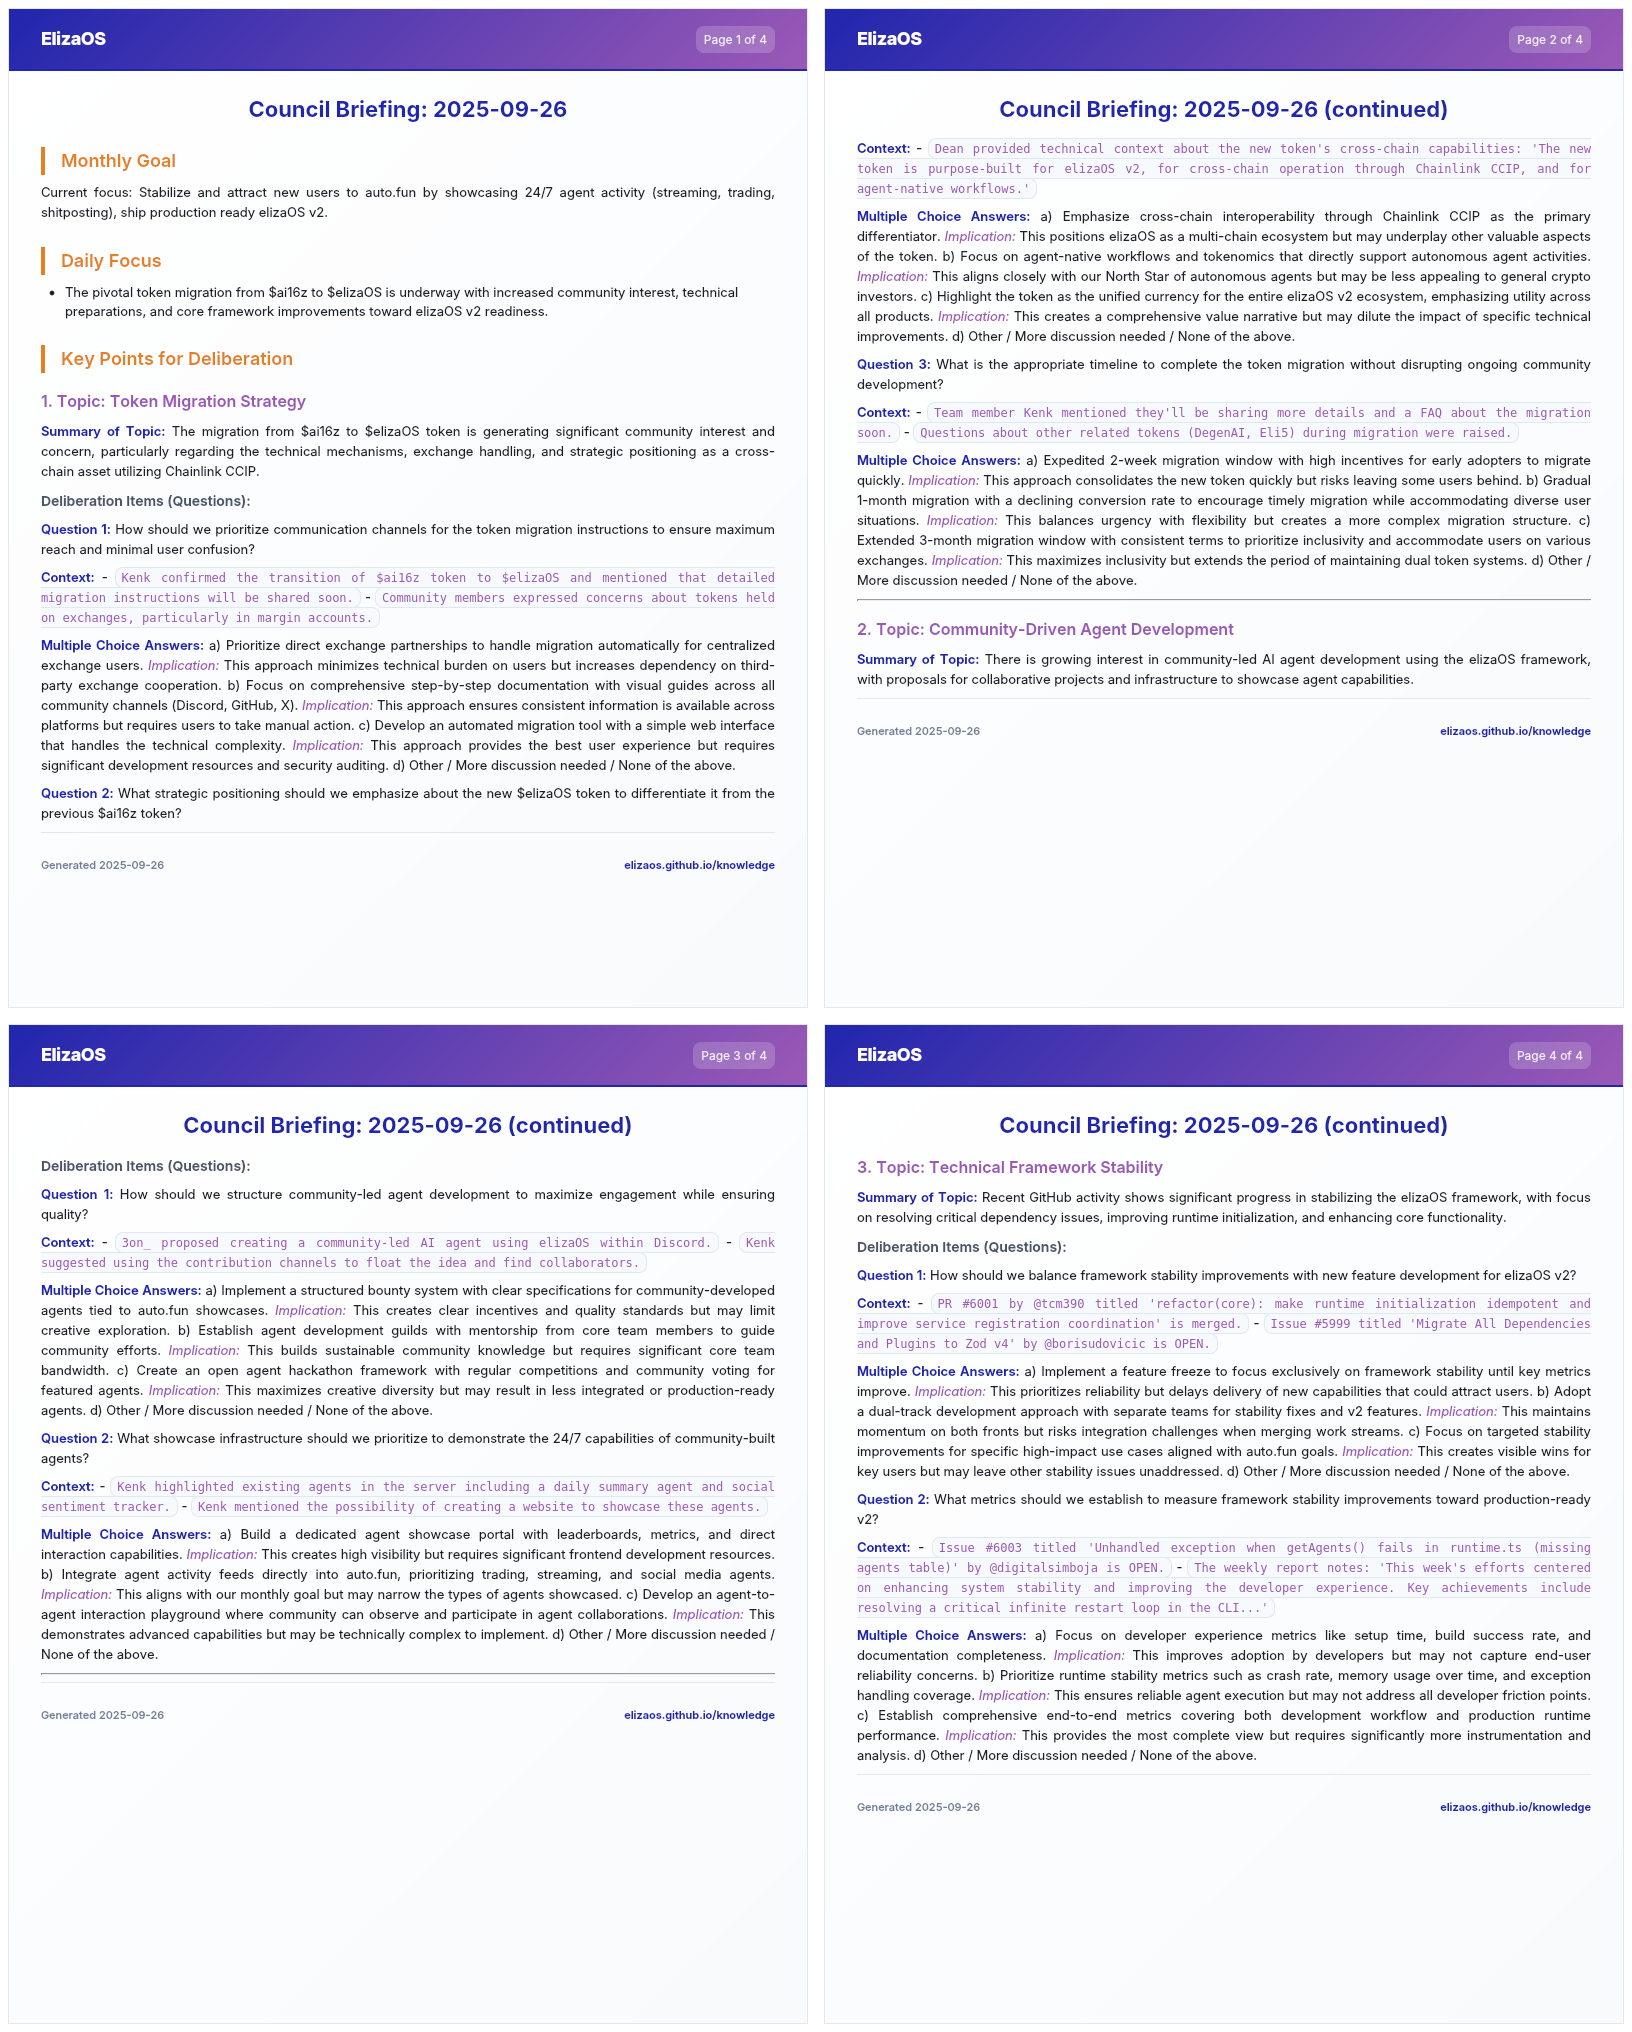 ElizaOS
Page 1 of 4
Council Briefing: 2025-09-26
Monthly Goal
Current focus: Stabilize and attract new users to auto.fun by showcasing 24/7 agent activity (streaming, trading,
shitposting), ship production ready elizaOS v2.
Daily Focus
• The pivotal token migration from $ai16z to $elizaOS is underway with increased community interest, technical
preparations, and core framework improvements toward elizaOS v2 readiness.
Key Points for Deliberation
1. Topic: Token Migration Strategy
Summary of Topic: The migration from $ai16z to $elizaOS token is generating significant community interest and
concern, particularly regarding the technical mechanisms, exchange handling, and strategic positioning as a cross-
chain asset utilizing Chainlink CCIP.
Deliberation Items (Questions):
Question 1: How should we prioritize communication channels for the token migration instructions to ensure maximum
reach and minimal user confusion?
Context: - Kenk confirmed the transition of $ai16z token to $elizaOS and mentioned that detailed
migration instructions will be shared soon. - Community members expressed concerns about tokens held
on exchanges, particularly in margin accounts.
Multiple Choice Answers: a) Prioritize direct exchange partnerships to handle migration automatically for centralized
exchange users. Implication: This approach minimizes technical burden on users but increases dependency on third-
party exchange cooperation. b) Focus on comprehensive step-by-step documentation with visual guides across all
community channels (Discord, GitHub, X). Implication: This approach ensures consistent information is available across
platforms but requires users to take manual action. c) Develop an automated migration tool with a simple web interface
that handles the technical complexity. Implication: This approach provides the best user experience but requires
significant development resources and security auditing. d) Other / More discussion needed / None of the above.
Question 2: What strategic positioning should we emphasize about the new $elizaOS token to differentiate it from the
previous $ai16z token?
Generated 2025-09-26
elizaos.github.io/knowledge
ElizaOS
Page 2 of 4
Council Briefing: 2025-09-26 (continued)
Context: - Dean provided technical context about the new token's cross-chain capabilities: 'The new
token is purpose-built for elizaOS v2, for cross-chain operation through Chainlink CCIP, and for
agent-native workflows.'
Multiple Choice Answers: a) Emphasize cross-chain interoperability through Chainlink CCIP as the primary
differentiator. Implication: This positions elizaOS as a multi-chain ecosystem but may underplay other valuable aspects
of the token. b) Focus on agent-native workflows and tokenomics that directly support autonomous agent activities.
Implication: This aligns closely with our North Star of autonomous agents but may be less appealing to general crypto
investors. c) Highlight the token as the unified currency for the entire elizaOS v2 ecosystem, emphasizing utility across
all products. Implication: This creates a comprehensive value narrative but may dilute the impact of specific technical
improvements. d) Other / More discussion needed / None of the above.
Question 3: What is the appropriate timeline to complete the token migration without disrupting ongoing community
development?
Context: - Team member Kenk mentioned they'll be sharing more details and a FAQ about the migration
soon. - Questions about other related tokens (DegenAI, Eli5) during migration were raised.
Multiple Choice Answers: a) Expedited 2-week migration window with high incentives for early adopters to migrate
quickly. Implication: This approach consolidates the new token quickly but risks leaving some users behind. b) Gradual
1-month migration with a declining conversion rate to encourage timely migration while accommodating diverse user
situations. Implication: This balances urgency with flexibility but creates a more complex migration structure. c)
Extended 3-month migration window with consistent terms to prioritize inclusivity and accommodate users on various
exchanges. Implication: This maximizes inclusivity but extends the period of maintaining dual token systems. d) Other /
More discussion needed / None of the above.
2. Topic: Community-Driven Agent Development
Summary of Topic: There is growing interest in community-led AI agent development using the elizaOS framework,
with proposals for collaborative projects and infrastructure to showcase agent capabilities.
Generated 2025-09-26
elizaos.github.io/knowledge
ElizaOS
Page 3 of 4
Council Briefing: 2025-09-26 (continued)
Deliberation Items (Questions):
Question 1: How should we structure community-led agent development to maximize engagement while ensuring
quality?
Context: - 3on_ proposed creating a community-led AI agent using elizaOS within Discord. - Kenk
suggested using the contribution channels to float the idea and find collaborators.
Multiple Choice Answers: a) Implement a structured bounty system with clear specifications for community-developed
agents tied to auto.fun showcases. Implication: This creates clear incentives and quality standards but may limit
creative exploration. b) Establish agent development guilds with mentorship from core team members to guide
community efforts. Implication: This builds sustainable community knowledge but requires significant core team
bandwidth. c) Create an open agent hackathon framework with regular competitions and community voting for
featured agents. Implication: This maximizes creative diversity but may result in less integrated or production-ready
agents. d) Other / More discussion needed / None of the above.
Question 2: What showcase infrastructure should we prioritize to demonstrate the 24/7 capabilities of community-built
agents?
Context: - Kenk highlighted existing agents in the server including a daily summary agent and social
sentiment tracker. - Kenk mentioned the possibility of creating a website to showcase these agents.
Multiple Choice Answers: a) Build a dedicated agent showcase portal with leaderboards, metrics, and direct
interaction capabilities. Implication: This creates high visibility but requires significant frontend development resources.
b) Integrate agent activity feeds directly into auto.fun, prioritizing trading, streaming, and social media agents.
Implication: This aligns with our monthly goal but may narrow the types of agents showcased. c) Develop an agent-to-
agent interaction playground where community can observe and participate in agent collaborations. Implication: This
demonstrates advanced capabilities but may be technically complex to implement. d) Other / More discussion needed /
None of the above.
Generated 2025-09-26
elizaos.github.io/knowledge
ElizaOS
Page 4 of 4
Council Briefing: 2025-09-26 (continued)
3. Topic: Technical Framework Stability
Summary of Topic: Recent GitHub activity shows significant progress in stabilizing the elizaOS framework, with focus
on resolving critical dependency issues, improving runtime initialization, and enhancing core functionality.
Deliberation Items (Questions):
Question 1: How should we balance framework stability improvements with new feature development for elizaOS v2?
Context: - PR #6001 by @tcm390 titled 'refactor(core): make runtime initialization idempotent and
improve service registration coordination' is merged. - Issue #5999 titled 'Migrate All Dependencies
and Plugins to Zod v4' by @borisudovicic is OPEN.
Multiple Choice Answers: a) Implement a feature freeze to focus exclusively on framework stability until key metrics
improve. Implication: This prioritizes reliability but delays delivery of new capabilities that could attract users. b) Adopt
a dual-track development approach with separate teams for stability fixes and v2 features. Implication: This maintains
momentum on both fronts but risks integration challenges when merging work streams. c) Focus on targeted stability
improvements for specific high-impact use cases aligned with auto.fun goals. Implication: This creates visible wins for
key users but may leave other stability issues unaddressed. d) Other / More discussion needed / None of the above.
Question 2: What metrics should we establish to measure framework stability improvements toward production-ready
v2?
Context: - Issue #6003 titled 'Unhandled exception when getAgents() fails in runtime.ts (missing
agents table)' by @digitalsimboja is OPEN. - The weekly report notes: 'This week's efforts centered
on enhancing system stability and improving the developer experience. Key achievements include
resolving a critical infinite restart loop in the CLI...'
Multiple Choice Answers: a) Focus on developer experience metrics like setup time, build success rate, and
documentation completeness. Implication: This improves adoption by developers but may not capture end-user
reliability concerns. b) Prioritize runtime stability metrics such as crash rate, memory usage over time, and exception
handling coverage. Implication: This ensures reliable agent execution but may not address all developer friction points.
c) Establish comprehensive end-to-end metrics covering both development workflow and production runtime
performance. Implication: This provides the most complete view but requires significantly more instrumentation and
analysis. d) Other / More discussion needed / None of the above.
Generated 2025-09-26
elizaos.github.io/knowledge